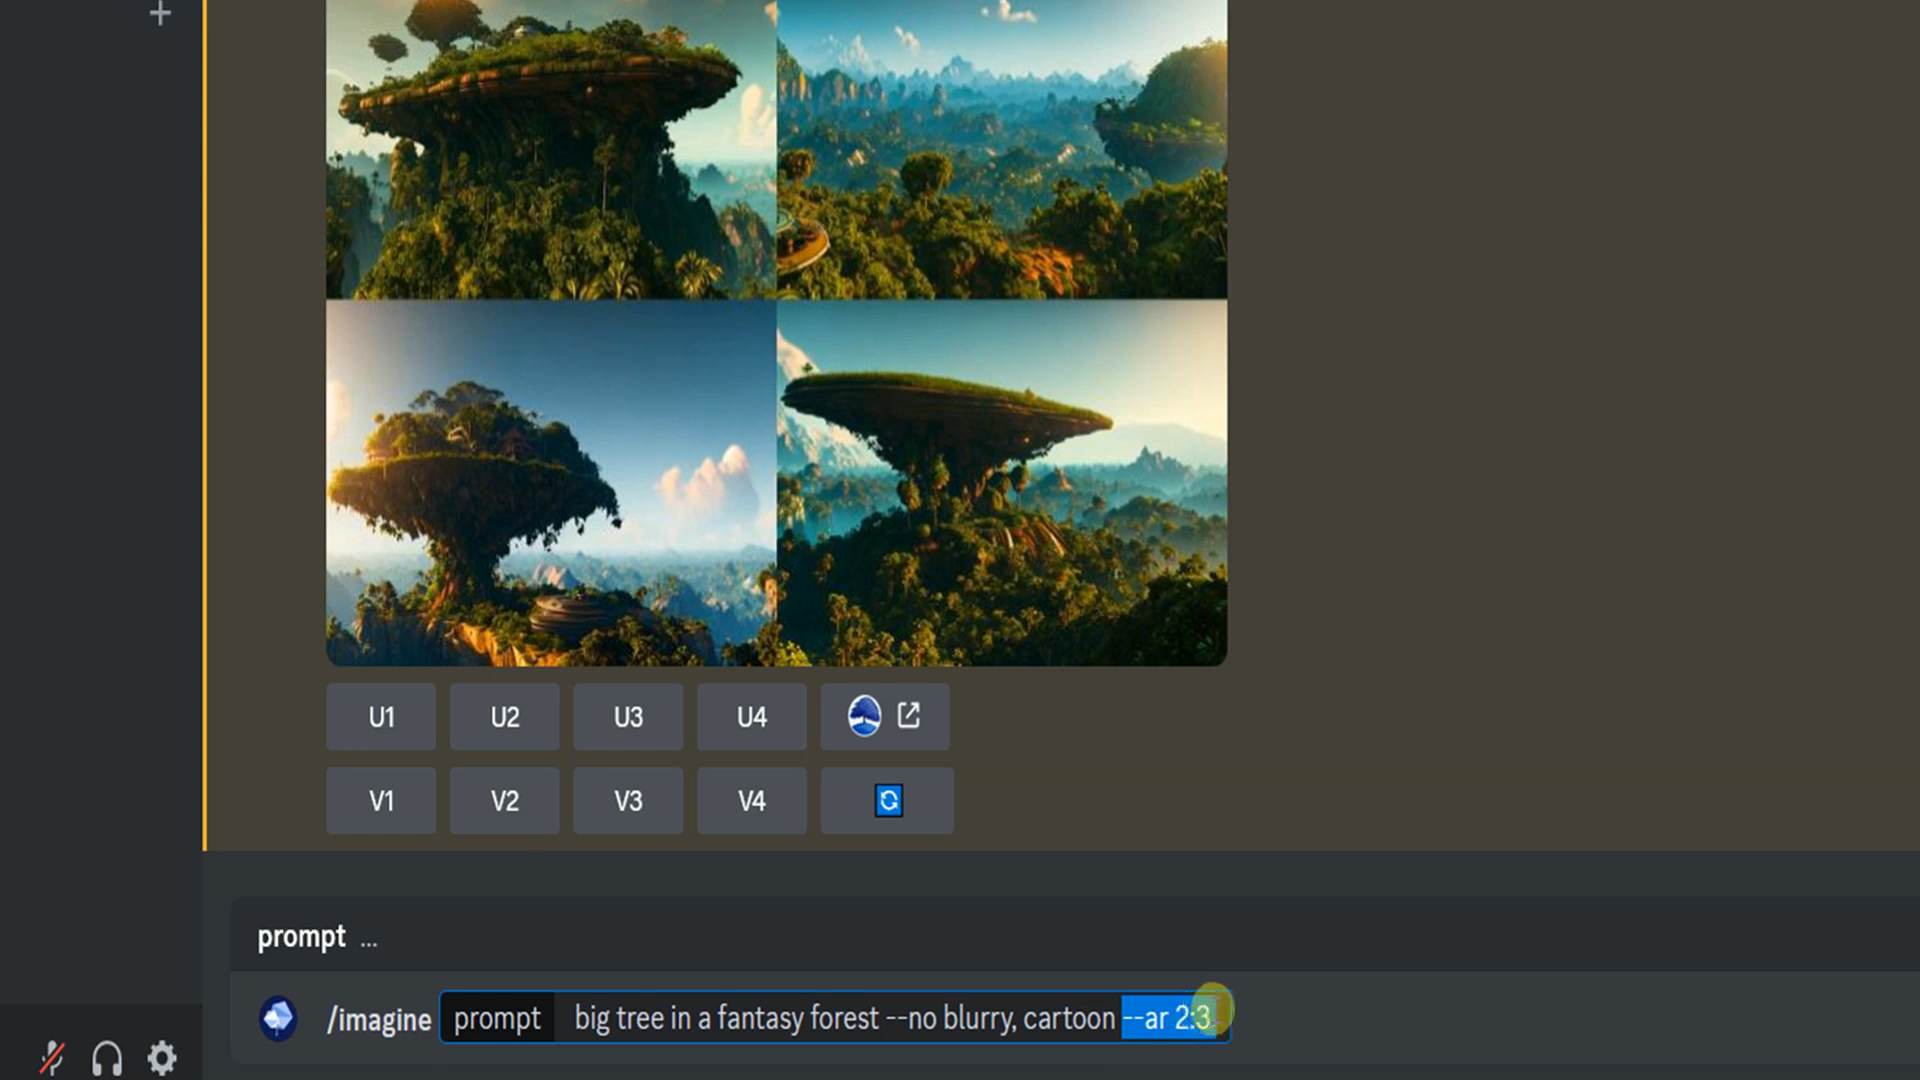 U1 U2 U3 U4
V1 V2 V3 V4
prompt ...
/imagine prompt big tree in a fantasy forest --no blurry, cartoon --ar 2:3